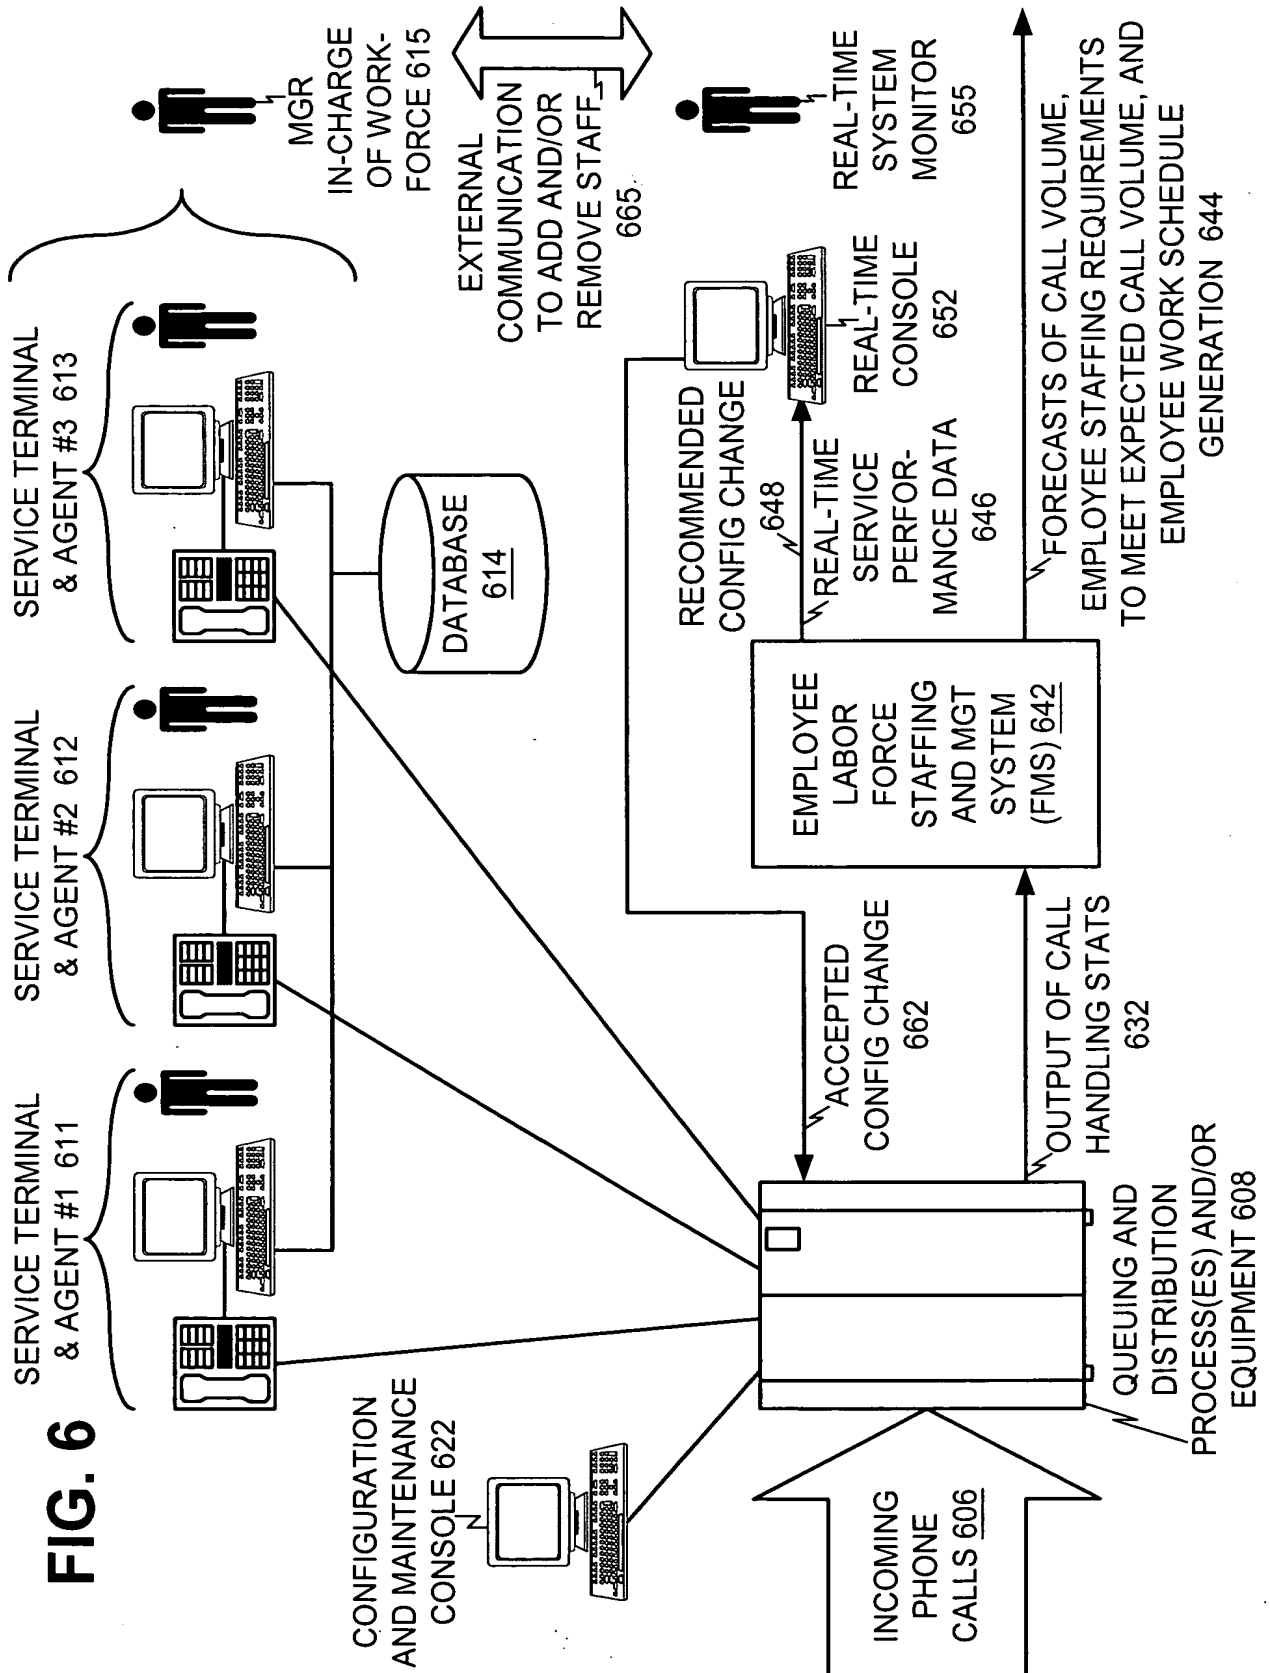 FIG. 6
SERVICE TERMINAL
& AGENT #1 611
SERVICE TERMINAL
& AGENT #2 612
SERVICE TERMINAL
& AGENT #3 613
MGR
IN-CHARGE
OF WORK-
FORCE 615
CONFIGURATION
AND MAINTENANCE
CONSOLE 622
DATABASE
614
EXTERNAL
COMMUNICATION
TO ADD AND/OR
REMOVE STAFF
665
RECOMMENDED
CONFIG CHANGE
648
REAL-TIME
SERVICE
PERFOR-
MANCE DATA
646
REAL-TIME
CONSOLE
652
REAL-TIME
SYSTEM
MONITOR
655
ACCEPTED
CONFIG CHANGE
662
EMPLOYEE
LABOR
FORCE
STAFFING
AND MGT
SYSTEM
(FMS) 642
INCOMING
PHONE
CALLS 606
OUTPUT OF CALL
HANDLING STATS
632
QUEUING AND
DISTRIBUTION
PROCESS(ES) AND/OR
EQUIPMENT 608
FORECASTS OF CALL VOLUME,
EMPLOYEE STAFFING REQUIREMENTS
TO MEET EXPECTED CALL VOLUME, AND
EMPLOYEE WORK SCHEDULE
GENERATION 644